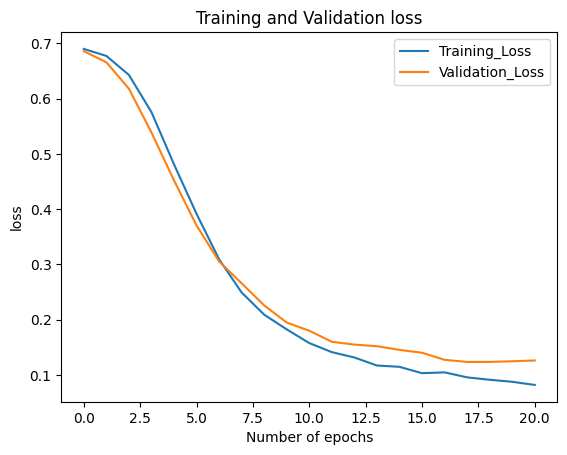 Training and Validation loss
Training_Loss
Validation_Loss
0.7
0.6
0.5
0.4
0.3
0.2
0.1
loss
0.0 2.5 5.0 7.5 10.0 12.5 15.0 17.5 20.0
Number of epochs